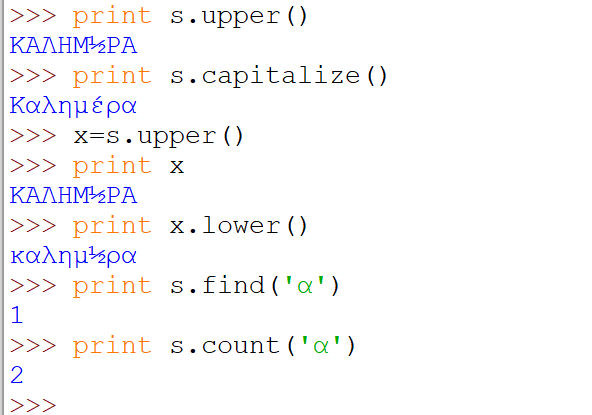 >>> print s.upper()
ΚΑΛΗΜ½ΡΑ
>>> print s.capitalize()
Καλημέρα
>>> x=s.upper()
>>> print x
ΚΑΛΗΜ½ΡΑ
>>> print x.lower()
καλημ½ρα
>>> print s.find('α')
1
>>> print s.count('α')
2
>>>